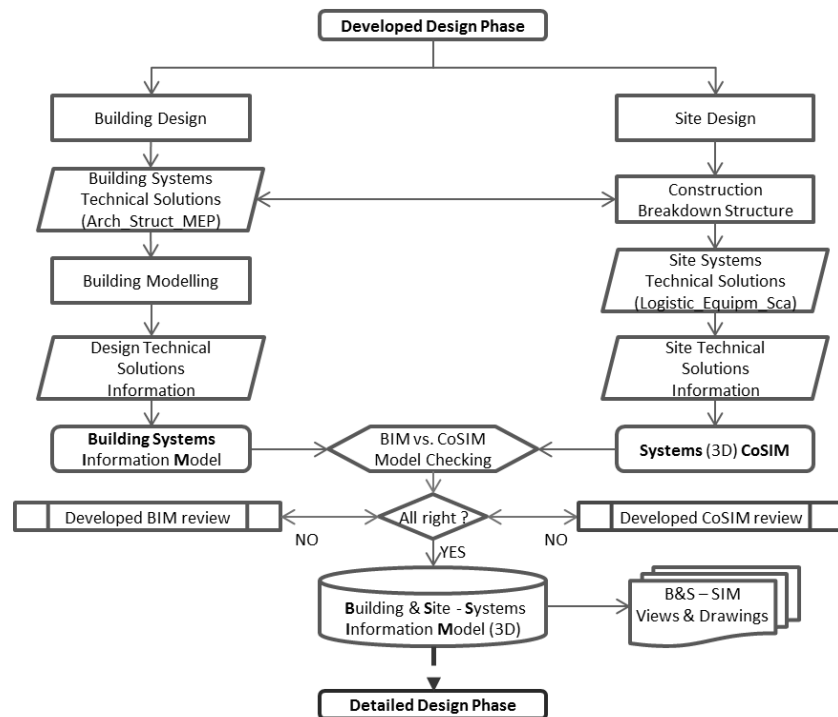 Developed Design Phase
Building Design
Site Design
Building Systems
Technical Solutions
(Arch_Struct_MEP)
Construction
Breakdown Structure
Building Modelling
Site Systems
Technical Solutions
(Logistic_Equipm_Sca)
Design Technical
Solutions
Information
Site Technical
Solutions
Information
Building Systems
Information Model
BIM vs. CoSIM
Model Checking
Systems (3D) CoSIM
Developed BIM review
All right ?
Developed CoSIM review
NO
NO
YES
Building & Site - Systems
Information Model (3D)
B&S – SIM
Views & Drawings
Detailed Design Phase